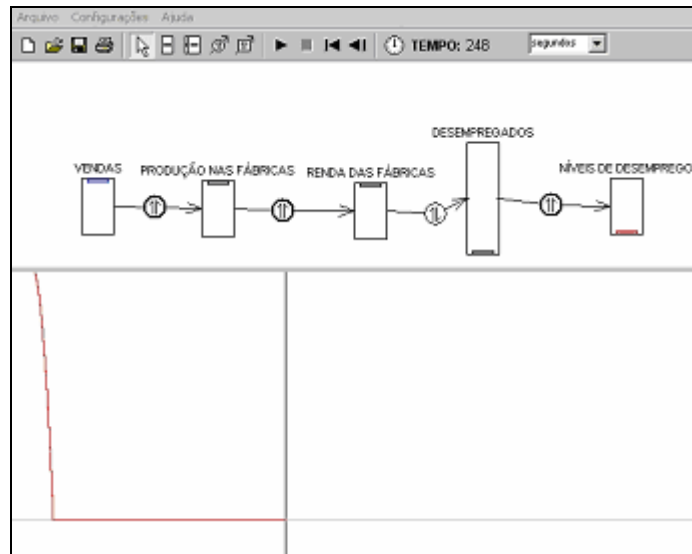 Arquivo Configurações Ajuda
TEMPO: 248 segundos
DESEMPREGADOS
VENDAS PRODUÇÃO NAS FÁBRICAS RENDA DAS FÁBRICAS NÍVEIS DE DESEMPREGO